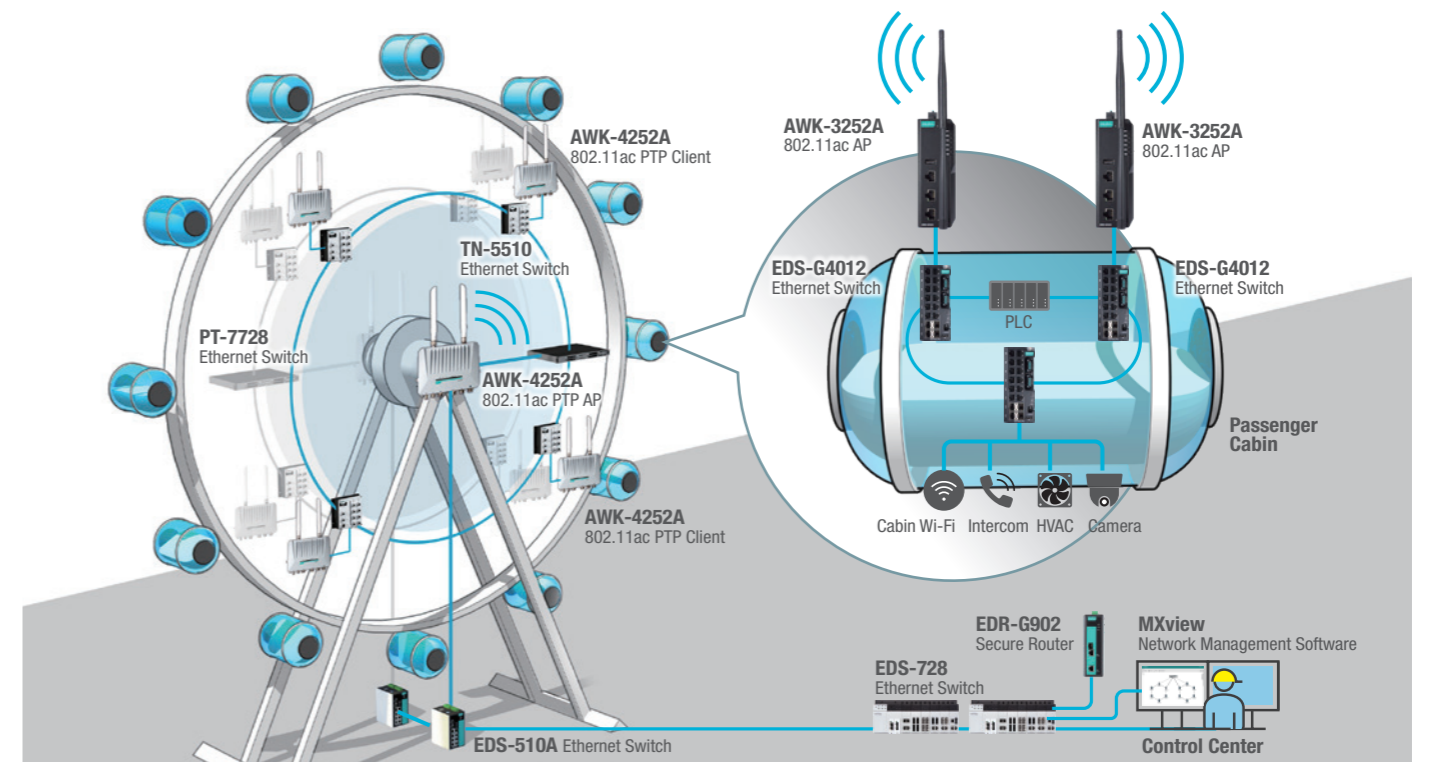 AWK-4252A
802.11ac PTP Client
TN-5510
Ethernet Switch
PT-7728
Ethernet Switch
AWK-4252A
802.11ac PTP AP
AWK-4252A
802.11ac PTP Client
AWK-3252A
802.11ac AP
AWK-3252A
802.11ac AP
EDS-G4012
Ethernet Switch
EDS-G4012
Ethernet Switch
PLC
Passenger
Cabin
Cabin Wi-Fi
Intercom
HVAC
Camera
EDR-G902
Secure Router
MXview
Network Management Software
EDS-728
Ethernet Switch
EDS-510A Ethernet Switch
Control Center